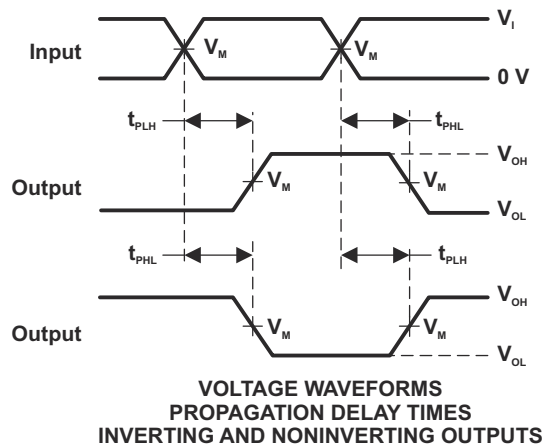 V_I
Input
V_M
V_M
0 V
t_PLH
t_PHL
V_OH
Output
V_M
V_M
V_OL
t_PHL
t_PLH
V_OH
Output
V_M
V_M
V_OL
VOLTAGE WAVEFORMS
PROPAGATION DELAY TIMES
INVERTING AND NONINVERTING OUTPUTS